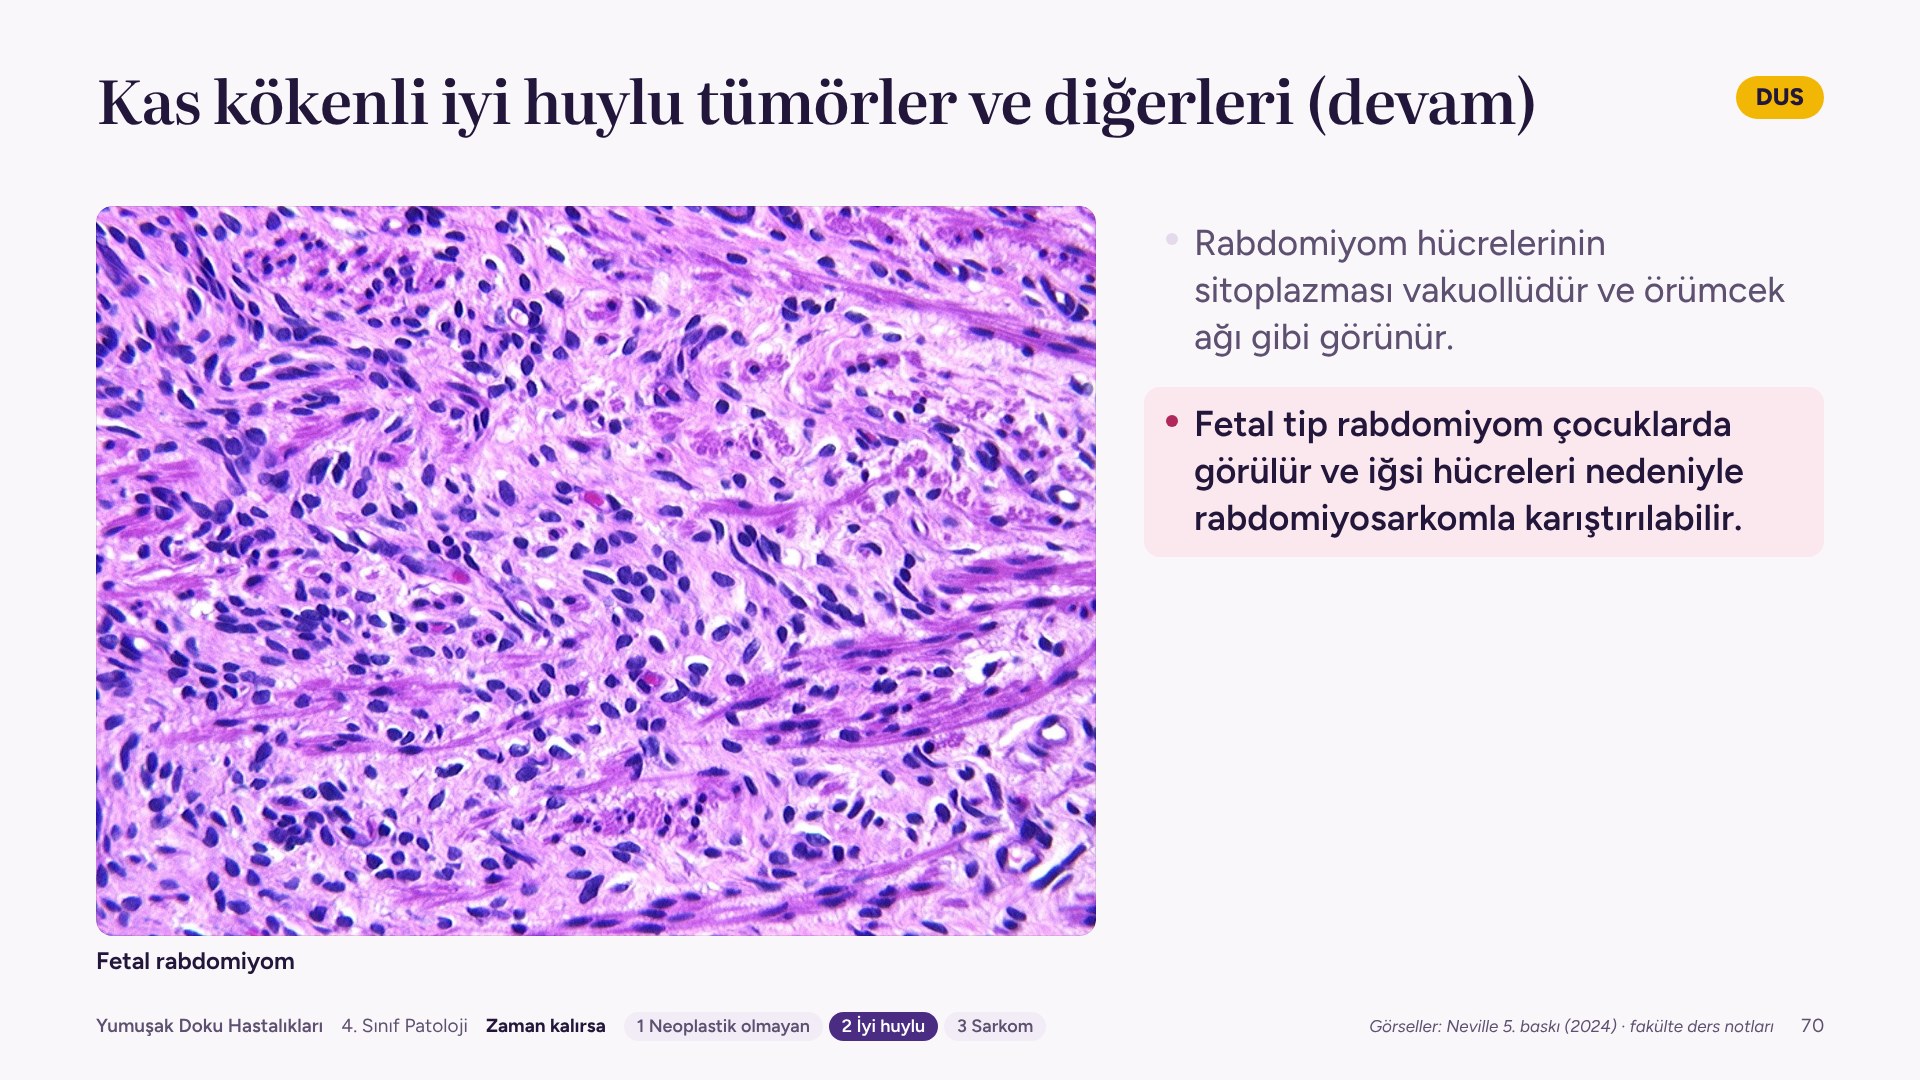 Kas kökenli iyi huylu tümörler ve diğerleri (devam)
DUS
Rabdomiyom hücrelerinin
sitoplazması vakuollüdür ve örümcek
ağı gibi görünür.
Fetal tip rabdomiyom çocuklarda
görülür ve iğsi hücreleri nedeniyle
rabdomiyosarkomla karıştırılabilir.
Fetal rabdomiyom
Yumuşak Doku Hastalıkları 4. Sınıf Patoloji Zaman kalırsa 1 Neoplastik olmayan 2 İyi huylu 3 Sarkom
Görseller: Neville 5. baskı (2024) · fakülte ders notları 70